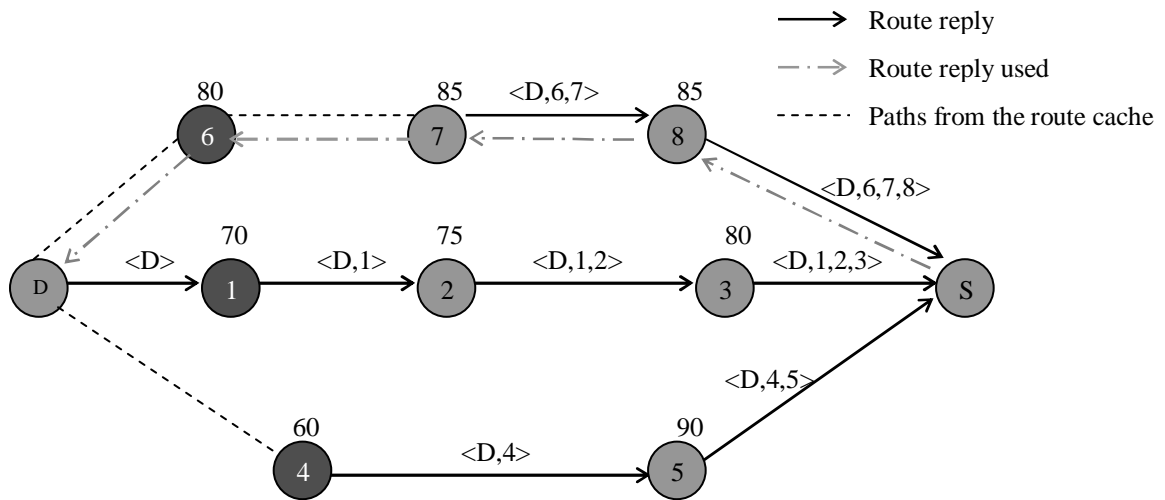 Route reply
Route reply used
Paths from the route cache
80
85
<D,6,7>
85
6
7
8
<D,6,7,8>
70
75
80
<D>
<D,1>
<D,1,2>
<D,1,2,3>
D
1
2
3
S
<D,4,5>
60
90
<D,4>
4
5